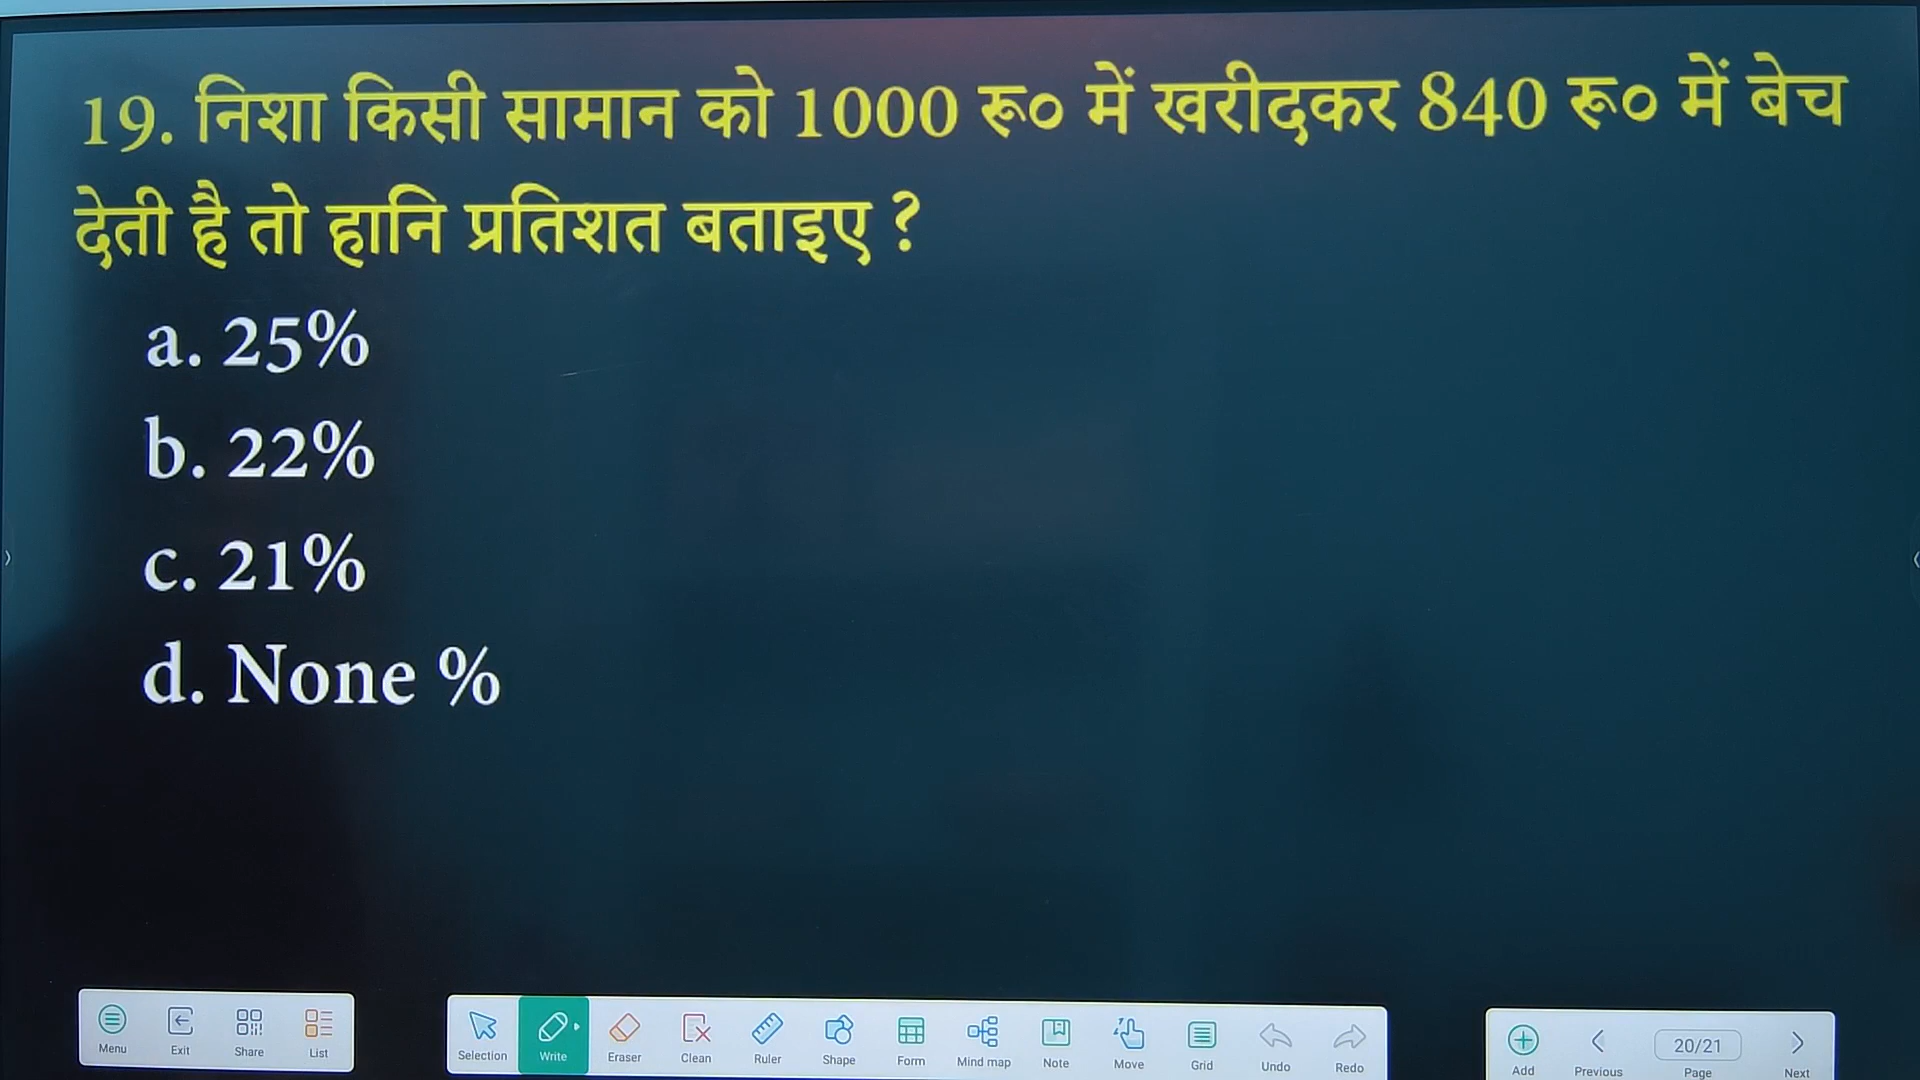 19. निशा किसी सामान को 1000 रू० में खरीदकर 840 रू० में बेच
देती है तो हानि प्रतिशत बताइए ?
a. 25%
b. 22%
c. 21%
d. None %
Menu Exit Share List
Selection Write Eraser Clean Ruler Shape Form Mind map Note Move Grid Undo Redo
Add Previous 20/21 Page Next